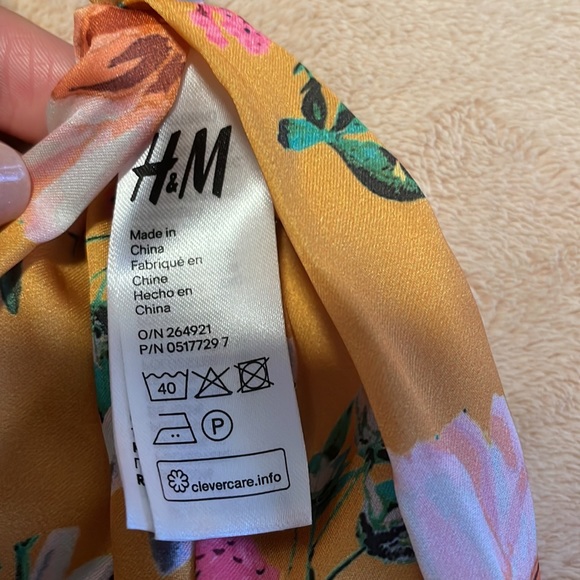 H&M
Made in
China
Fabriqué en
Chine
Hecho en
China
O/N 264921
P/N 0517729 7
40
P
clevercare.info